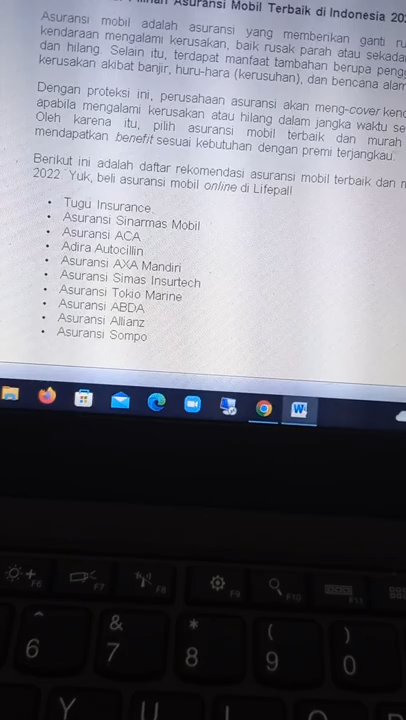 Asuransi Mobil Terbaik di Indonesia
Asuransi mobil adalah asuransi yang memberikan ganti
kendaraan mengalami kerusakan, baik rusak parah atau
dan hilang. Selain itu, terdapat manfaat tambahan berupa
kerusakan akibat banjir, huru-hara (kerusuhan), dan bencana alam
Dengan proteksi ini, perusahaan asuransi akan meng-cover
apabila mengalami kerusakan atau hilang dalam jangka waktu
Oleh karena itu, pilih asuransi mobil terbaik dan murah
mendapatkan benefit sesuai kebutuhan dengan premi terjangkau.
Berikut ini adalah daftar rekomendasi asuransi mobil terbaik dan
2022. Yuk, beli asuransi mobil online di Lifepal!
• Tugu Insurance
• Asuransi Sinarmas Mobil
• Asuransi ACA
• Adira Autocillin
• Asuransi AXA Mandiri
• Asuransi Simas Insurtech
• Asuransi Tokio Marine
• Asuransi ABDA
• Asuransi Allianz
• Asuransi Sompo
W
F6 F7 F8 F9 F10 F11
^ & * ( )
6 7 8 9 0
Y U